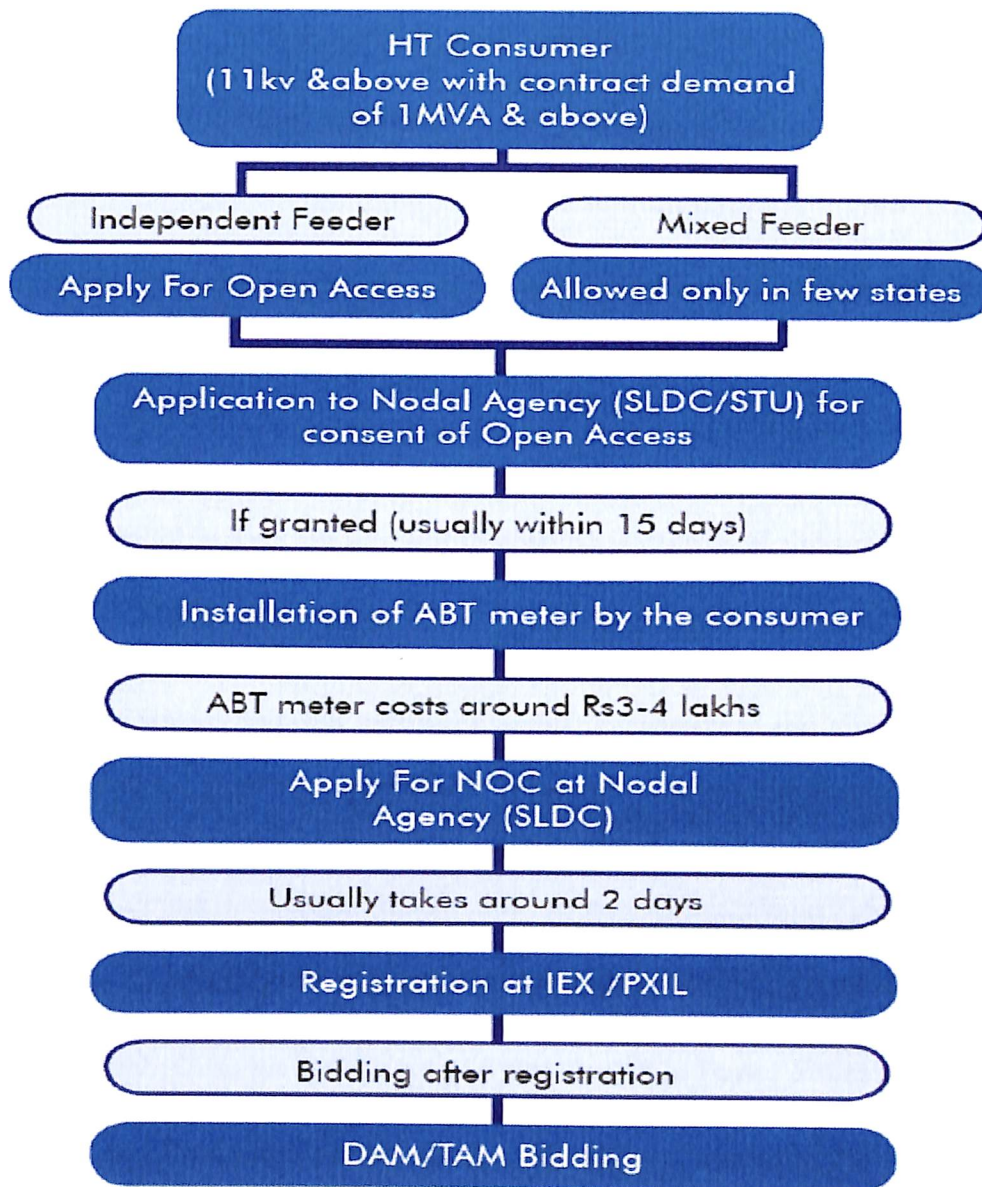 HT Consumer
(11kv &above with contract demand
of 1MVA & above)
Independent Feeder
Mixed Feeder
Apply For Open Access
Allowed only in few states
Application to Nodal Agency (SLDC/STU) for
consent of Open Access
If granted (usually within 15 days)
Installation of ABT meter by the consumer
ABT meter costs around Rs3-4 lakhs
Apply For NOC at Nodal
Agency (SLDC)
Usually takes around 2 days
Registration at IEX /PXIL
Bidding after registration
DAM/TAM Bidding